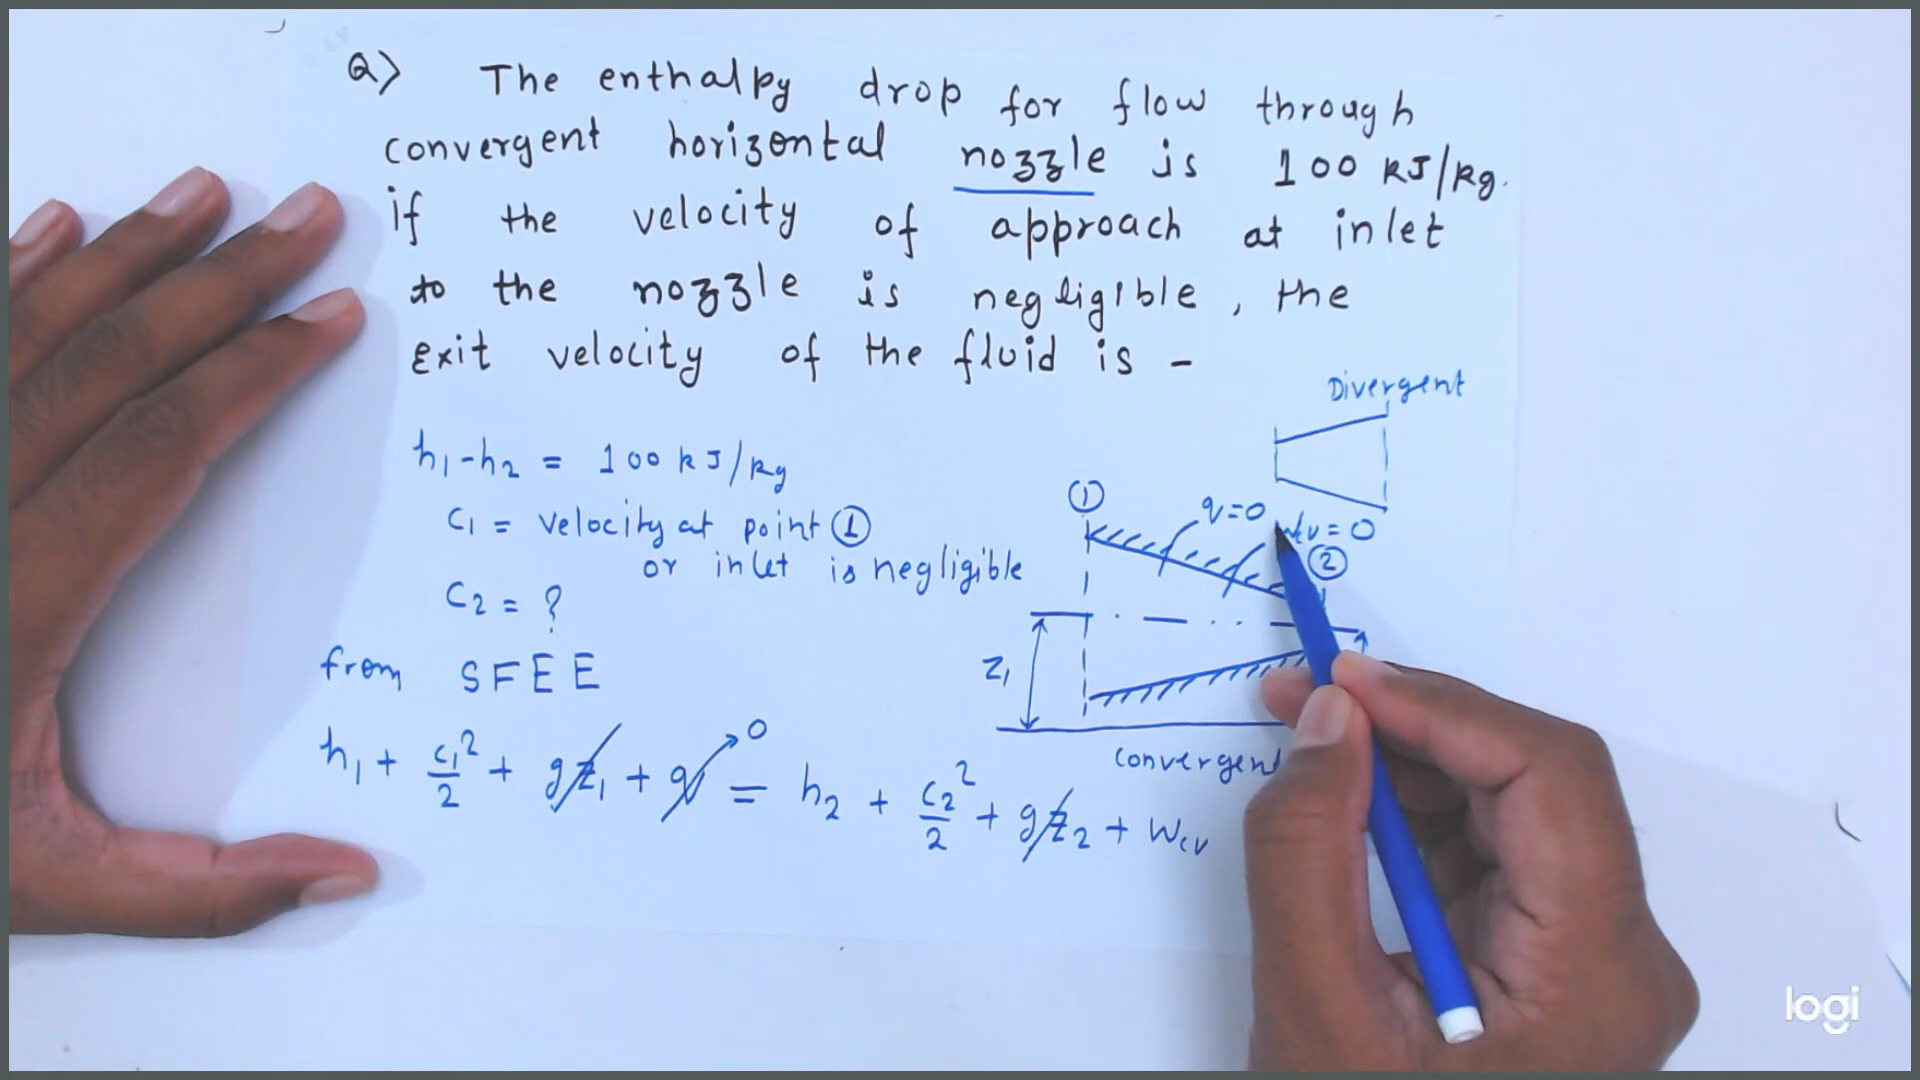 Q> The enthalpy drop for flow through
convergent horizontal nozzle is 100 kJ/kg.
if the velocity of approach at inlet
to the nozzle is negligible, the
exit velocity of the fluid is -
Divergent
h₁-h₂ = 100 kJ/kg
① q=0
C₁ = velocity at point ①
= 0
②
or inlet is negligible
C₂ = ?
from SFEE
Z₁
h₁ + C₁²/2 + gz₁ + q → 0 = h₂ + C₂²/2 + gz₂ + Wcv
convergent
logi